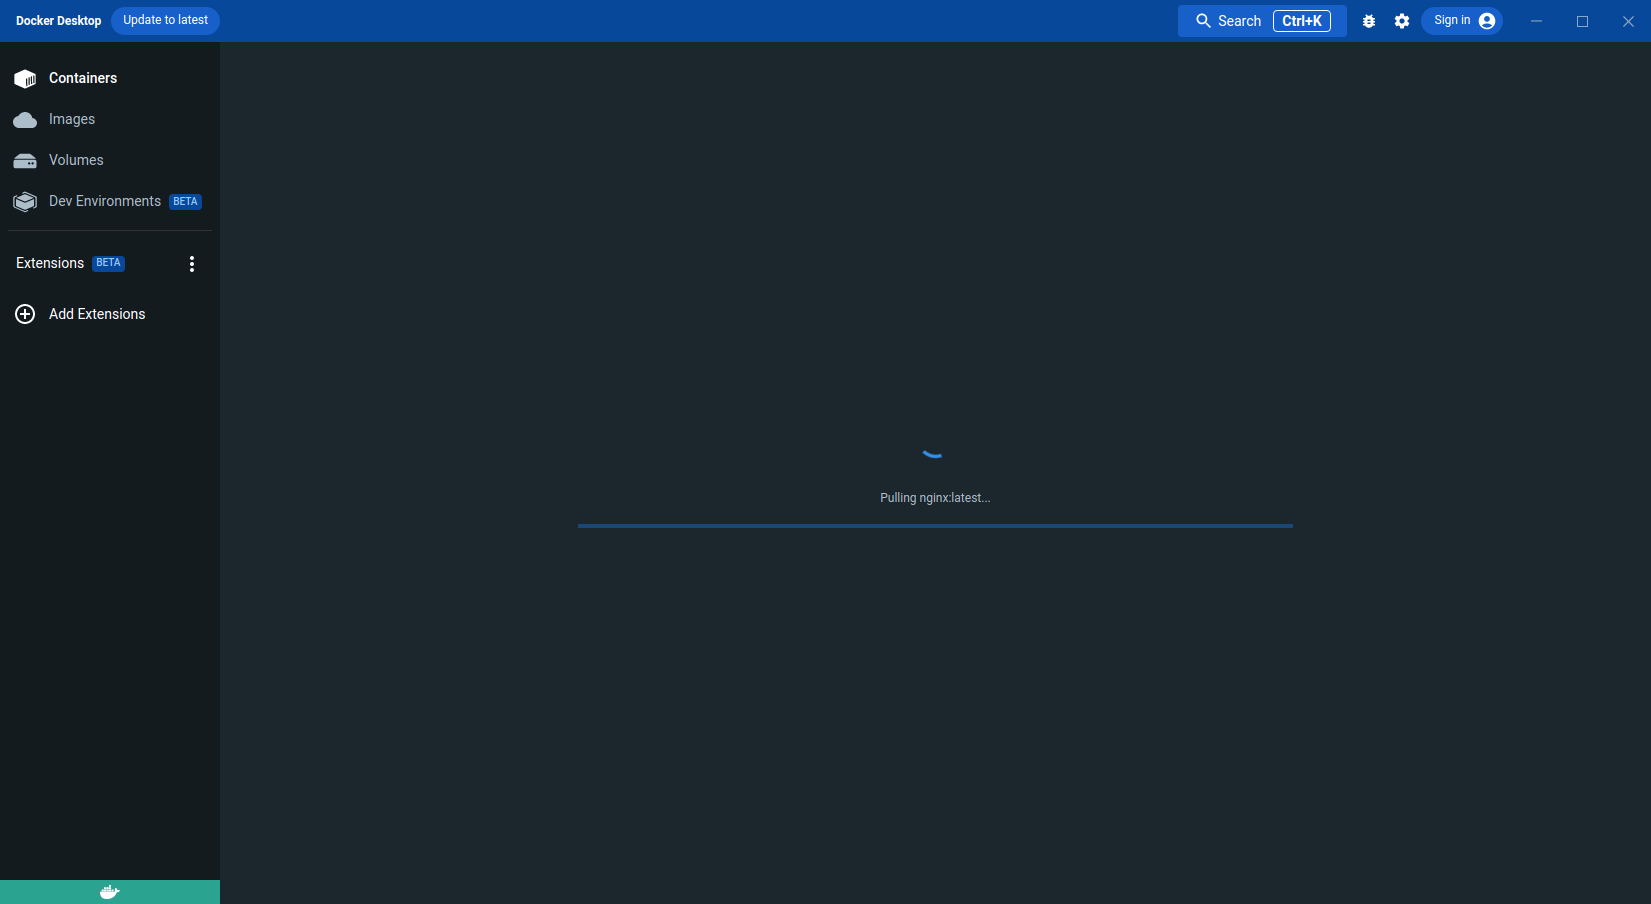 Docker Desktop Update to latest Search Ctrl+K Sign in
Containers
Images
Volumes
Dev Environments BETA
Extensions BETA
Add Extensions
Pulling nginx:latest...